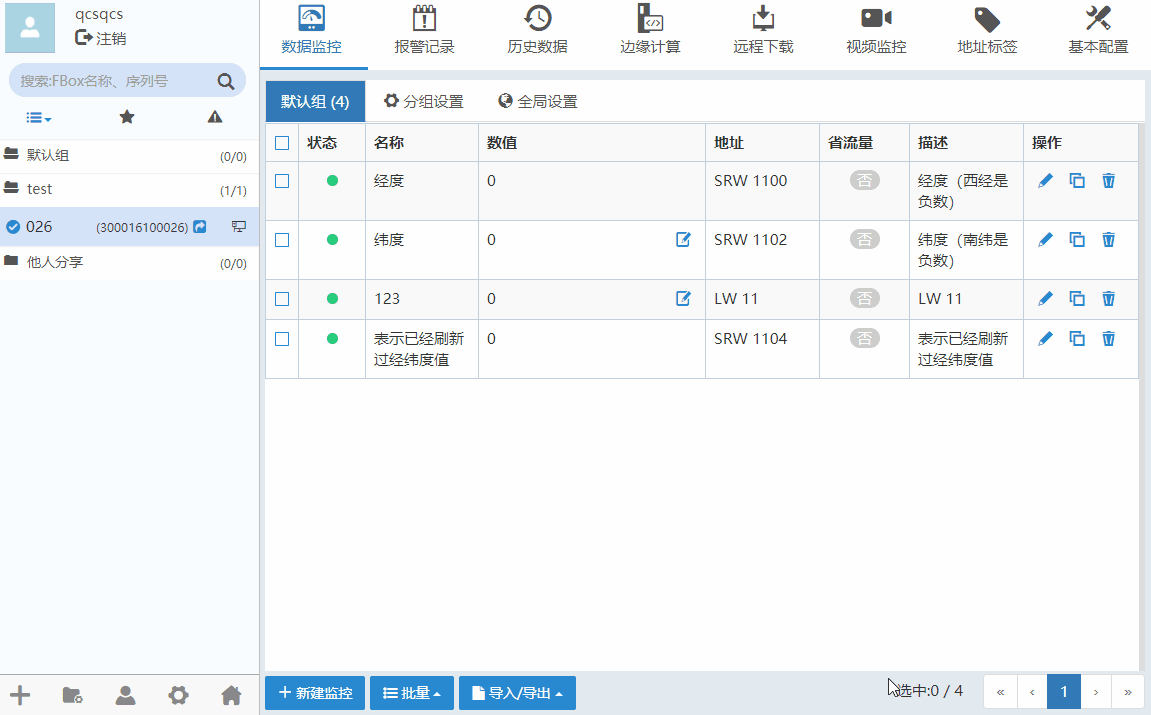 qcsqcs
注销
搜索:FBox名称、序列号
默认组 (0/0)
test (1/1)
026 (300016100026)
他人分享 (0/0)
数据监控 报警记录 历史数据 边缘计算 远程下载 视频监控 地址标签 基本配置
默认组 (4) 分组设置 全局设置
状态 名称 数值 地址 省流量 描述 操作
经度 0 SRW 1100 否 经度（西经是
负数）
纬度 0 SRW 1102 否 纬度（南纬是
负数）
123 0 LW 11 否 LW 11
表示已经刷新 0 SRW 1104 否 表示已经刷新
过经纬度值 过经纬度值
新建监控 批量 导入/导出 选中:0 / 4 « ‹ 1 › »